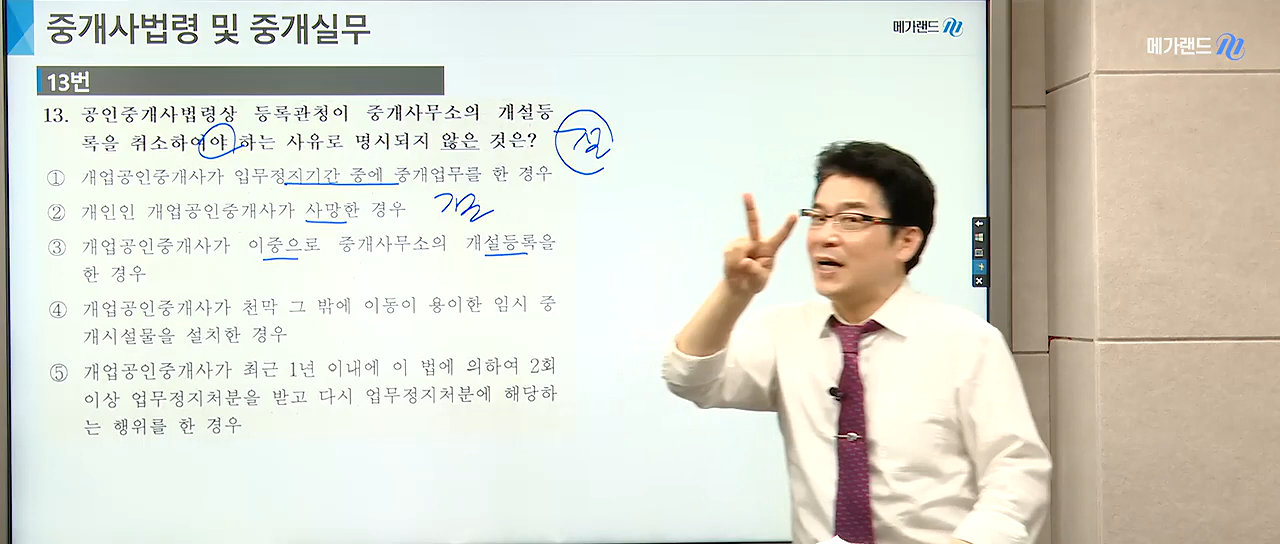 중개사법령 및 중개실무
메가랜드
메가랜드
13번
13. 공인중개사법령상 등록관청이 중개사무소의 개설등
록을 취소하여야 하는 사유로 명시되지 않은 것은?
① 개업공인중개사가 업무정지기간 중에 중개업무를 한 경우
② 개인인 개업공인중개사가 사망한 경우
③ 개업공인중개사가 이중으로 중개사무소의 개설등록을
한 경우
④ 개업공인중개사가 천막 그 밖에 이동이 용이한 임시 중
개시설물을 설치한 경우
⑤ 개업공인중개사가 최근 1년 이내에 이 법에 의하여 2회
이상 업무정지처분을 받고 다시 업무정지처분에 해당하
는 행위를 한 경우